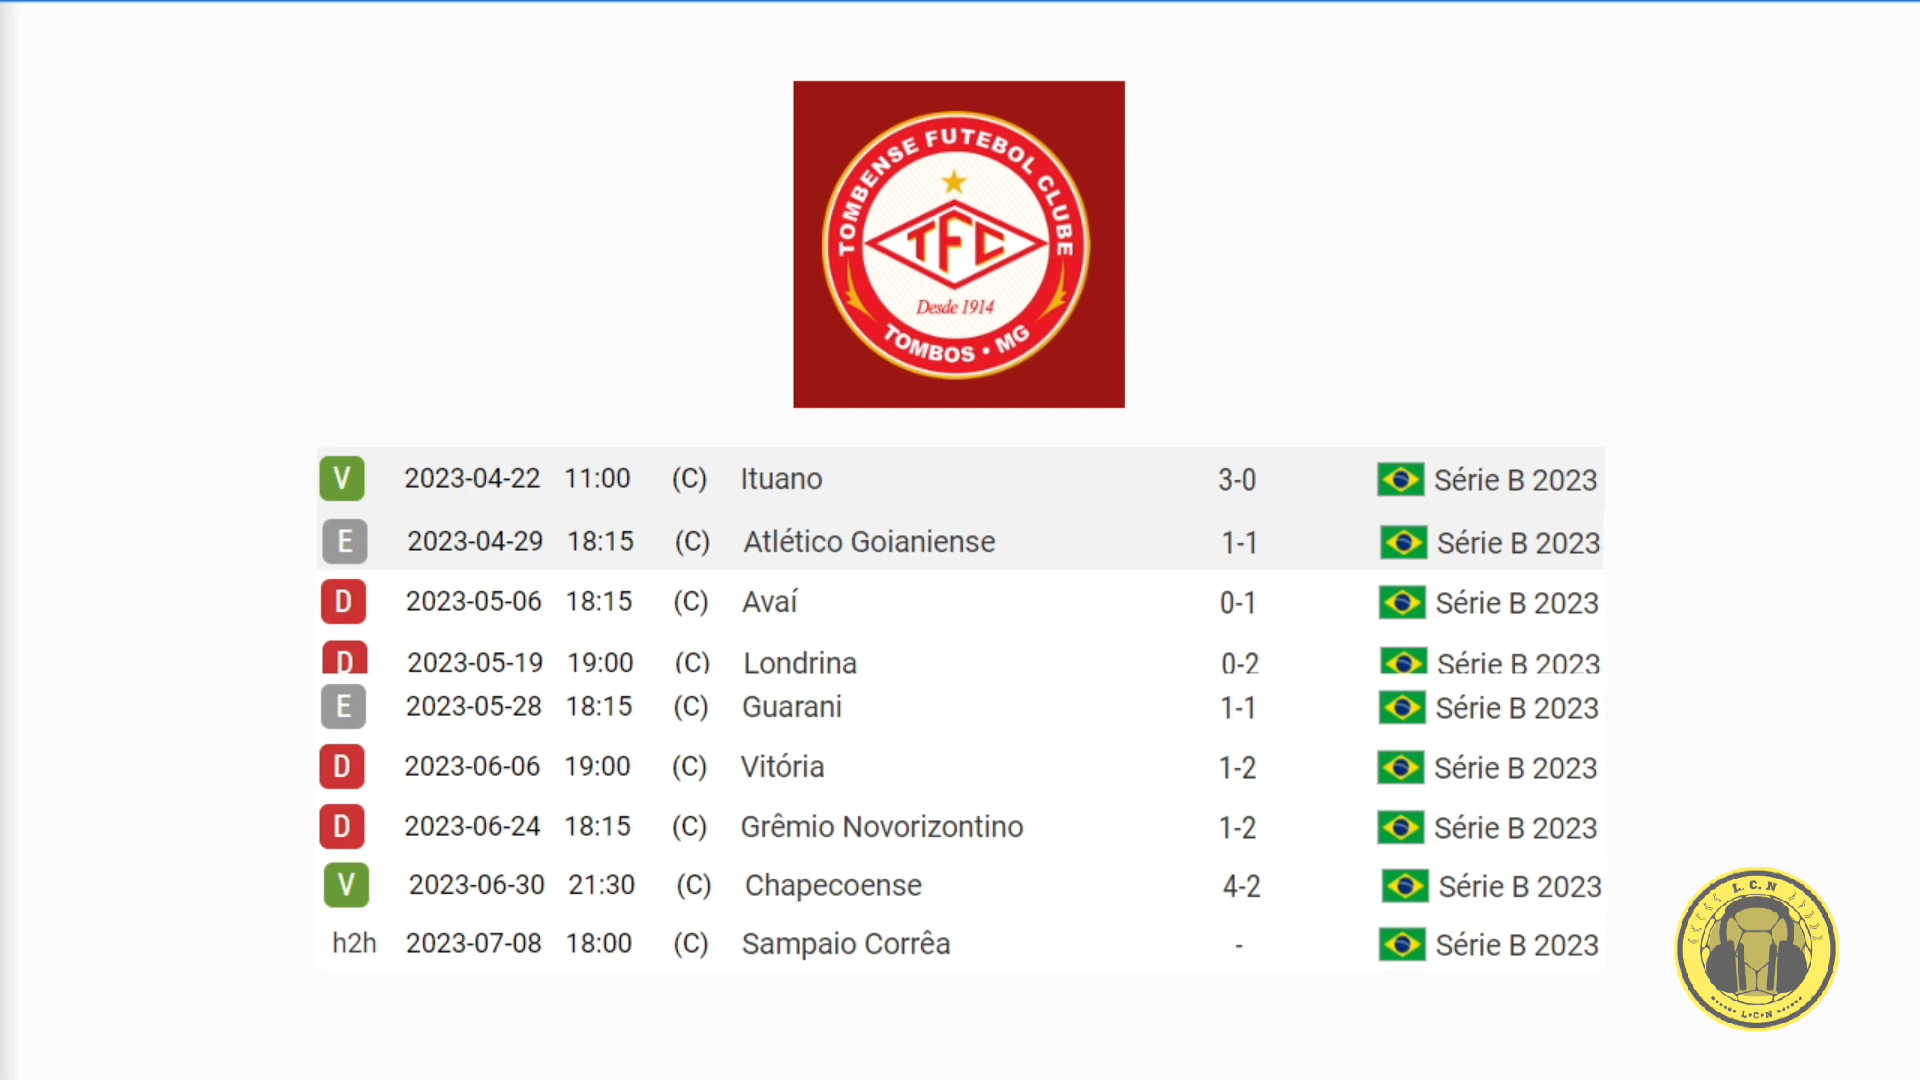 TOMBENSE FUTEBOL CLUBE
TFC
Desde 1914
TOMBOS • MG
V 2023-04-22 11:00 (C) Ituano 3-0 Série B 2023
E 2023-04-29 18:15 (C) Atlético Goianiense 1-1 Série B 2023
D 2023-05-06 18:15 (C) Avaí 0-1 Série B 2023
D 2023-05-19 19:00 (C) Londrina 0-2 Série B 2023
E 2023-05-28 18:15 (C) Guarani 1-1 Série B 2023
D 2023-06-06 19:00 (C) Vitória 1-2 Série B 2023
D 2023-06-24 18:15 (C) Grêmio Novorizontino 1-2 Série B 2023
V 2023-06-30 21:30 (C) Chapecoense 4-2 Série B 2023
h2h 2023-07-08 18:00 (C) Sampaio Corrêa - Série B 2023
L. C. N
L•C•N